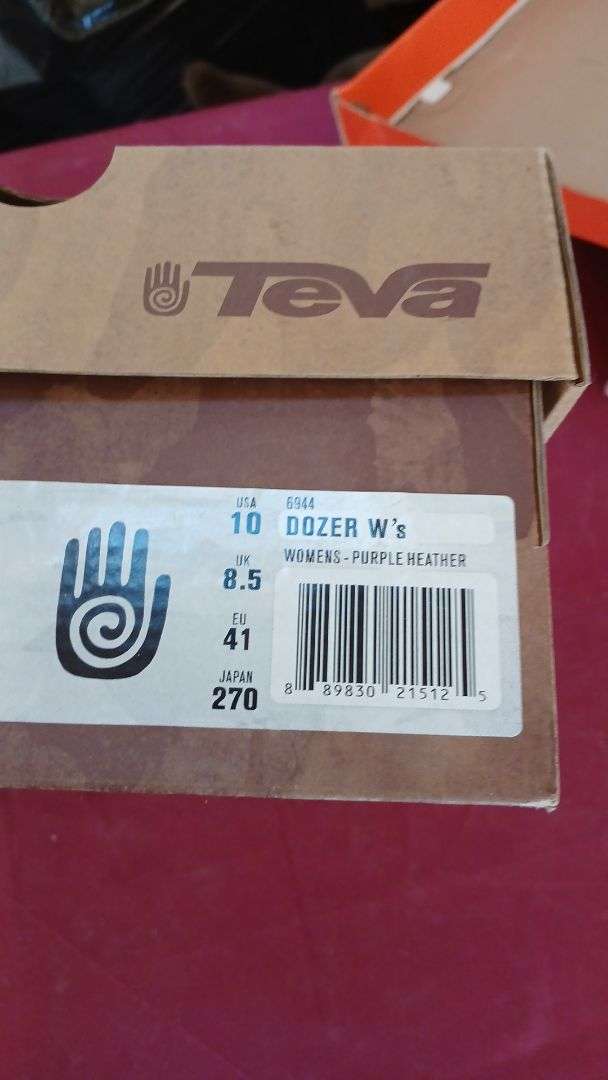 Teva
USA
10
UK
8.5
EU
41
JAPAN
270
6944
DOZER W's
WOMENS - PURPLE HEATHER
8 89830 21512 5